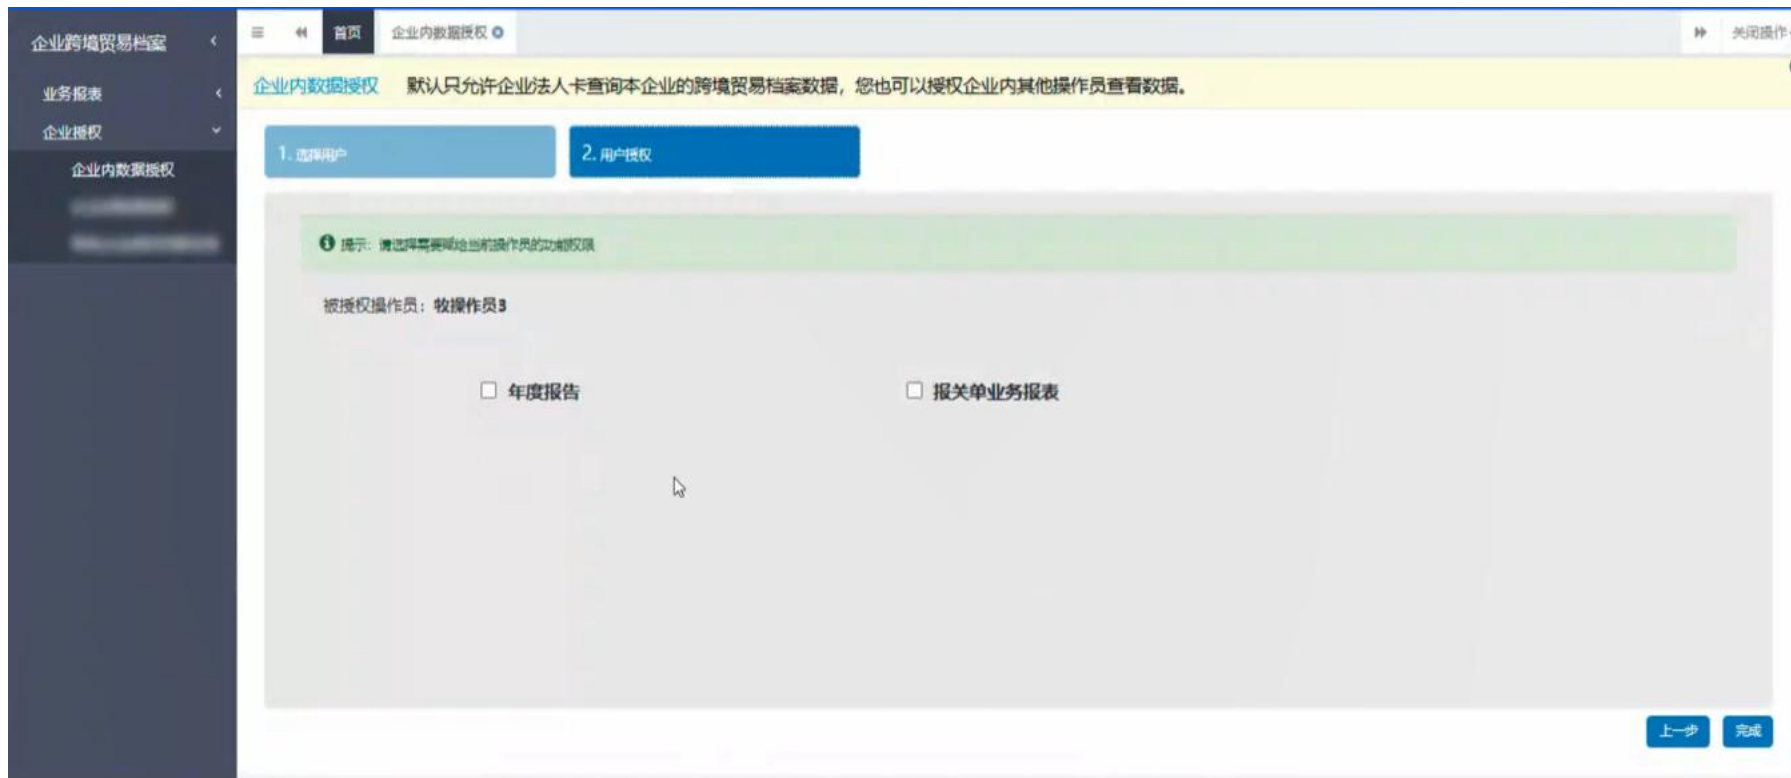 企业跨境贸易档案
业务报表
企业授权
企业内数据授权
首页
企业内数据授权
关闭操作
企业内数据授权 默认只允许企业法人卡查询本企业的跨境贸易档案数据，您也可以授权企业内其他操作员查看数据。
1. 选择用户
2. 用户授权
提示：请选择需要赋给当前操作员的功能权限
被授权操作员：牧操作员3
年度报告
报关单业务报表
上一步
完成